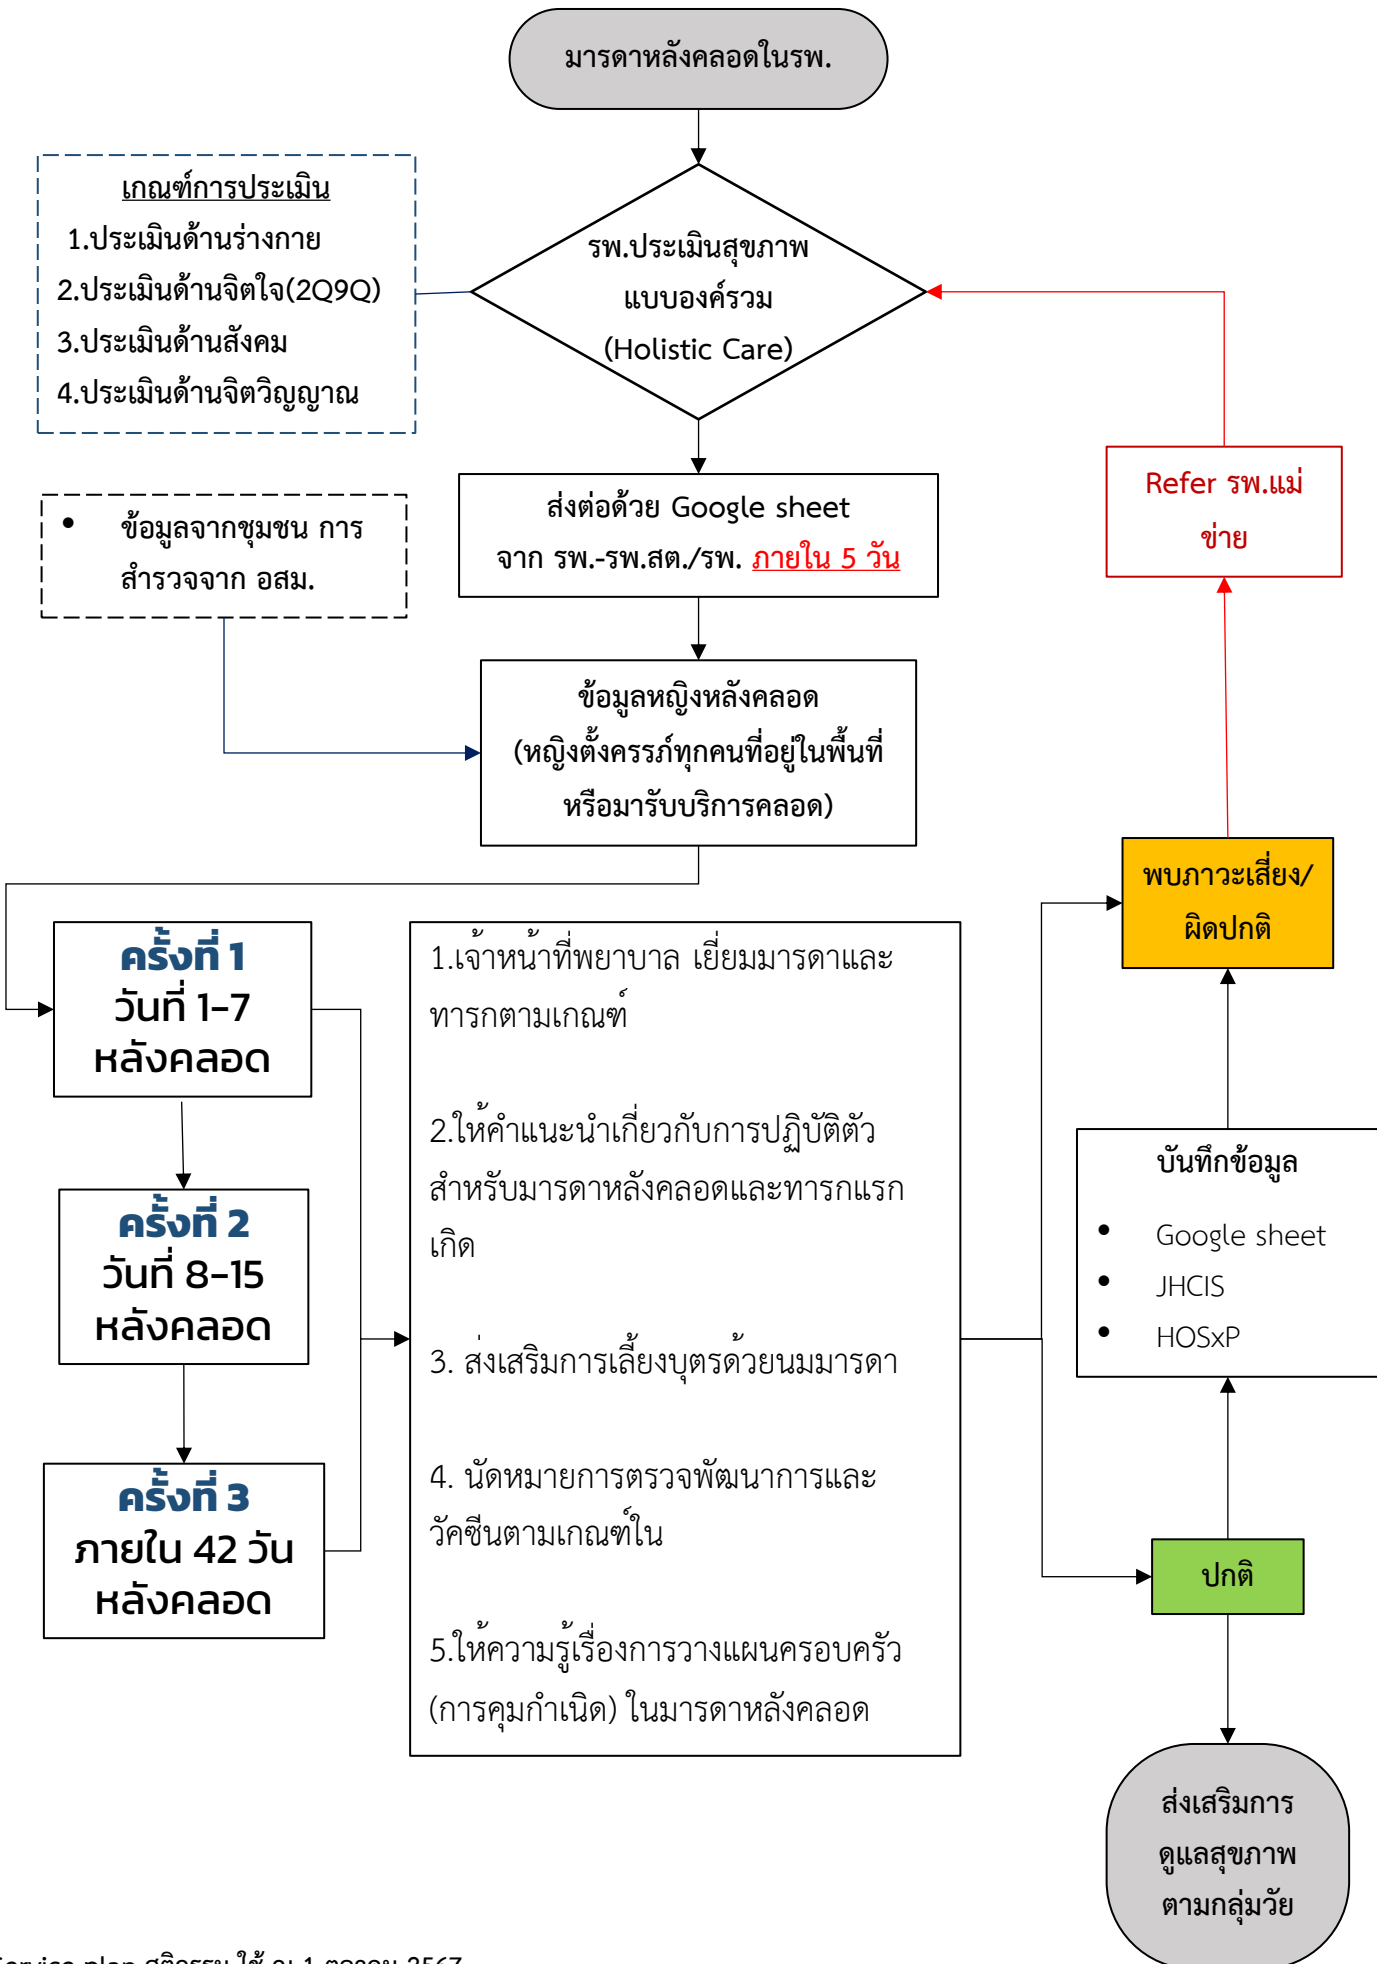 มารดาหลังคลอดในรพ.
เกณฑ์การประเมิน
1.ประเมินด้านร่างกาย
2.ประเมินด้านจิตใจ(2Q9Q)
3.ประเมินด้านสังคม
4.ประเมินด้านจิตวิญญาณ
รพ.ประเมินสุขภาพ
แบบองค์รวม
(Holistic Care)
ส่งต่อด้วย Google sheet
จาก รพ.-รพ.สต./รพ. ภายใน 5 วัน
Refer รพ.แม่
ข่าย
• ข้อมูลจากชุมชน การ
สำรวจจาก อสม.
ข้อมูลหญิงหลังคลอด
(หญิงตั้งครรภ์ทุกคนที่อยู่ในพื้นที่
หรือมารับบริการคลอด)
พบภาวะเสี่ยง/
ผิดปกติ
ครั้งที่ 1
วันที่ 1-7
หลังคลอด
ครั้งที่ 2
วันที่ 8-15
หลังคลอด
ครั้งที่ 3
ภายใน 42 วัน
หลังคลอด
1.เจ้าหน้าที่พยาบาล เยี่ยมมารดาและ
ทารกตามเกณฑ์
2.ให้คำแนะนำเกี่ยวกับการปฏิบัติตัว
สำหรับมารดาหลังคลอดและทารกแรก
เกิด
3. ส่งเสริมการเลี้ยงบุตรด้วยนมมารดา
4. นัดหมายการตรวจพัฒนาการและ
วัคซีนตามเกณฑ์ใน
5.ให้ความรู้เรื่องการวางแผนครอบครัว
(การคุมกำเนิด) ในมารดาหลังคลอด
บันทึกข้อมูล
• Google sheet
• JHCIS
• HOSxP
ปกติ
ส่งเสริมการ
ดูแลสุขภาพ
ตามกลุ่มวัย
Service plan สูติกรรม ใช้ ณ 1 ตุลาคม 2567